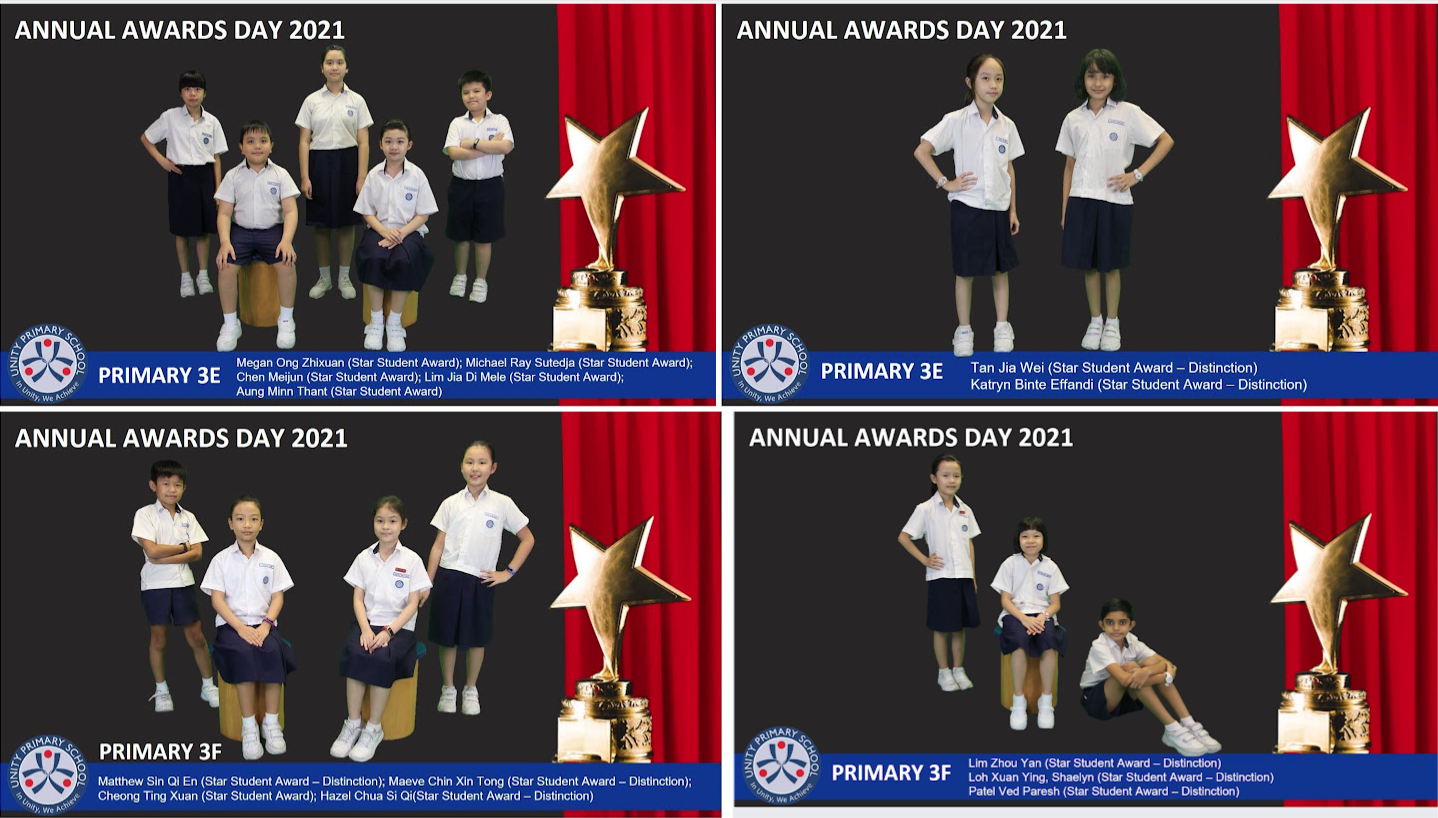 ANNUAL AWARDS DAY 2021
UNITY PRIMARY SCHOOL
In Unity, We Achieve
PRIMARY 3E
Megan Ong Zhixuan (Star Student Award); Michael Ray Sutedja (Star Student Award);
Chen Meijun (Star Student Award); Lim Jia Di Mele (Star Student Award);
Aung Minn Thant (Star Student Award)
ANNUAL AWARDS DAY 2021
UNITY PRIMARY SCHOOL
In Unity, We Achieve
PRIMARY 3E
Tan Jia Wei (Star Student Award – Distinction)
Katryn Binte Effandi (Star Student Award – Distinction)
ANNUAL AWARDS DAY 2021
PRIMARY 3F
UNITY PRIMARY SCHOOL
In Unity, We Achieve
Matthew Sin Qi En (Star Student Award – Distinction); Maeve Chin Xin Tong (Star Student Award – Distinction);
Cheong Ting Xuan (Star Student Award); Hazel Chua Si Qi(Star Student Award – Distinction)
ANNUAL AWARDS DAY 2021
UNITY PRIMARY SCHOOL
In Unity, We Achieve
PRIMARY 3F
Lim Zhou Yan (Star Student Award – Distinction)
Loh Xuan Ying, Shaelyn (Star Student Award – Distinction)
Patel Ved Paresh (Star Student Award – Distinction)